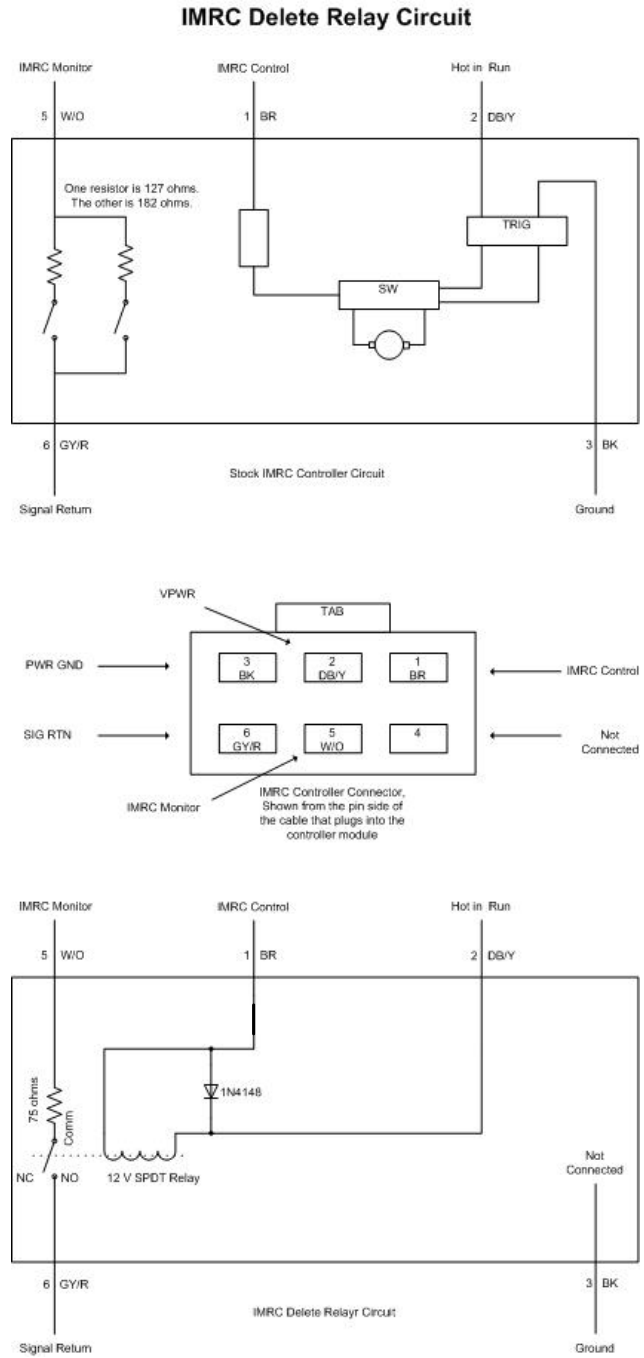 IMRC Delete Relay Circuit
IMRC Monitor
IMRC Control
Hot in Run
5 W/O
1 BR
2 DB/Y
One resistor is 127 ohms.
The other is 182 ohms.
TRIG
SW
6 GY/R
3 BK
Stock IMRC Controller Circuit
Signal Return
Ground
VPWR
TAB
PWR GND
3
BK
2
DB/Y
1
BR
IMRC Control
SIG RTN
6
GY/R
5
W/O
4
Not
Connected
IMRC Monitor
IMRC Controller Connector,
Shown from the pin side of
the cable that plugs into the
controller module
IMRC Monitor
IMRC Control
Hot in Run
5 W/O
1 BR
2 DB/Y
1N4148
75 ohms
Comm
NC
NO
12 V SPDT Relay
Not
Connected
6 GY/R
3 BK
IMRC Delete Relayr Circuit
Signal Return
Ground